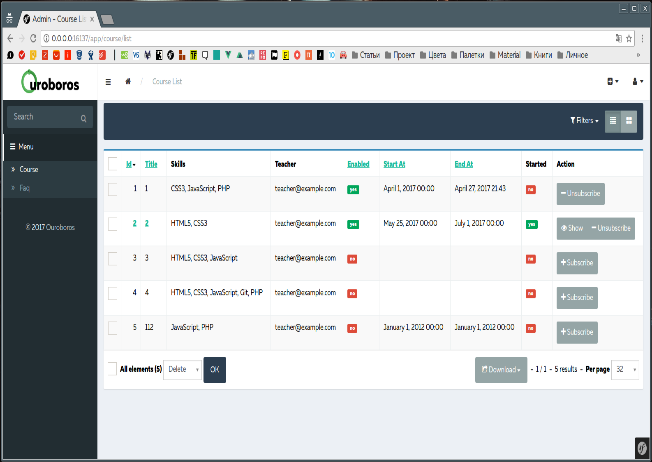 Admin - Course Lis
0.0.0.0:16137/app/course/list
Статьи Проект Цвета Палетки Material Книги Личное »
uroboros
Course List
Search
Filters
Menu
Course
Faq
© 2017 Ouroboros
Id Title Skills Teacher Enabled Start At End At Started Action
1 1 CSS3, JavaScript, PHP teacher@example.com yes April 1, 2017 00:00 April 27, 2017 21:43 no Unsubscribe
2 2 HTML5, CSS3 teacher@example.com yes May 25, 2017 00:00 July 1, 2017 00:00 yes Show Unsubscribe
3 3 HTML5, CSS3, JavaScript teacher@example.com no Subscribe
4 4 HTML5, CSS3, JavaScript, Git, PHP teacher@example.com no no Subscribe
5 112 JavaScript, PHP teacher@example.com no January 1, 2012 00:00 January 1, 2012 00:00 no Subscribe
All elements (5) Delete OK Download - 1 / 1 - 5 results - Per page 32